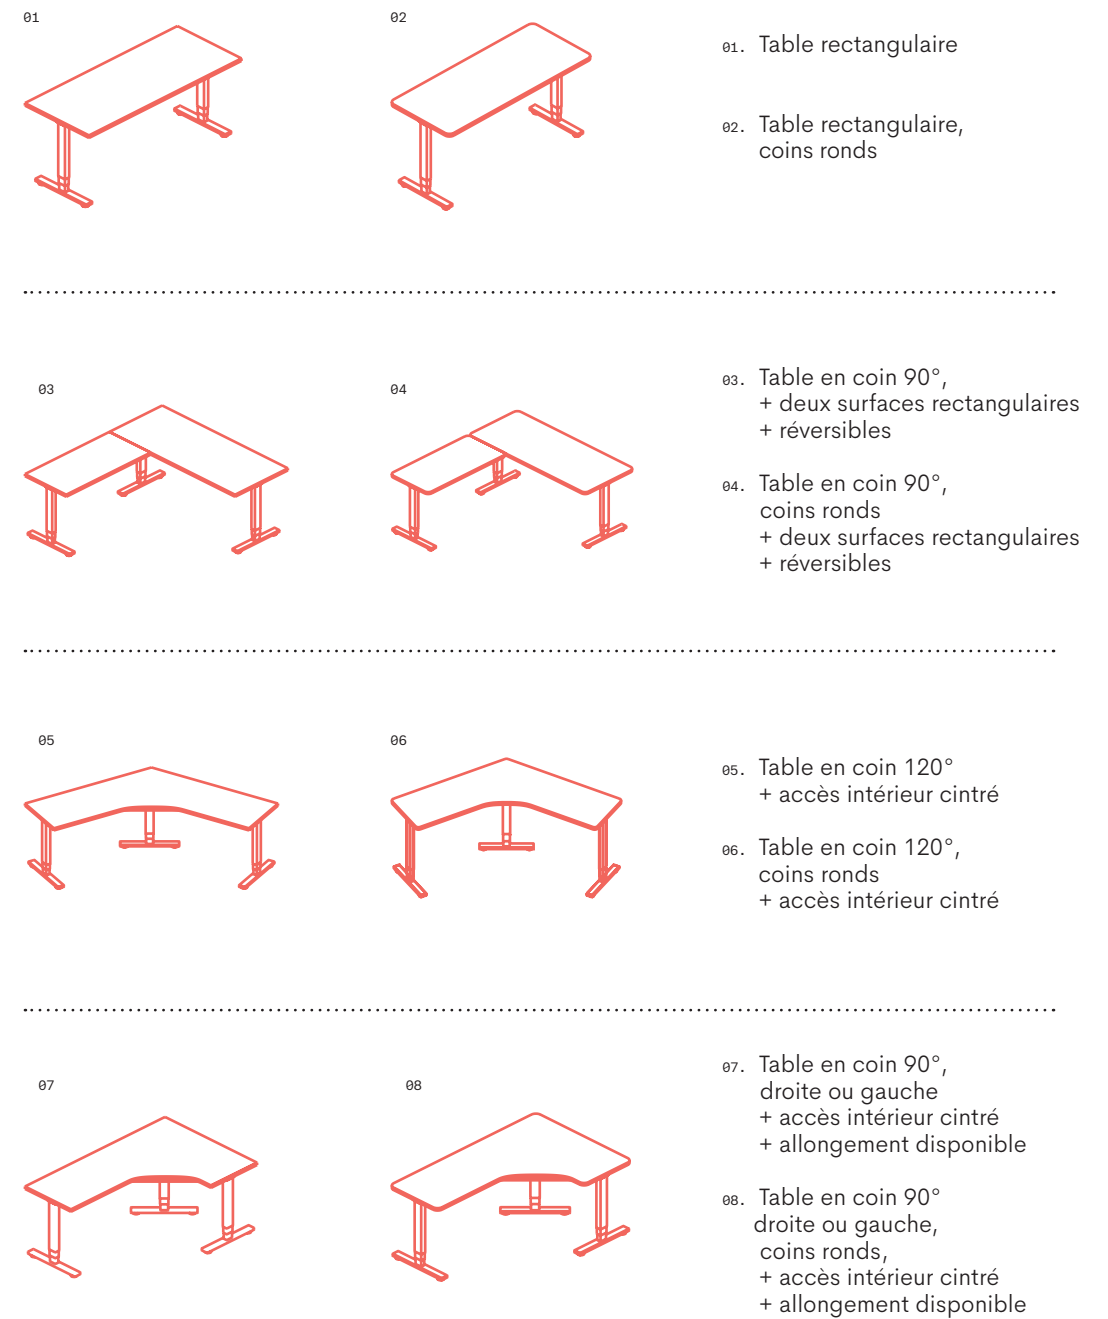 01
02
01. Table rectangulaire
02. Table rectangulaire,
coins ronds
03
04
03. Table en coin 90°,
+ deux surfaces rectangulaires
+ réversibles
04. Table en coin 90°,
coins ronds
+ deux surfaces rectangulaires
+ réversibles
05
06
05. Table en coin 120°
+ accès intérieur cintré
06. Table en coin 120°,
coins ronds
+ accès intérieur cintré
07
08
07. Table en coin 90°,
droite ou gauche
+ accès intérieur cintré
+ allongement disponible
08. Table en coin 90°
droite ou gauche,
coins ronds,
+ accès intérieur cintré
+ allongement disponible